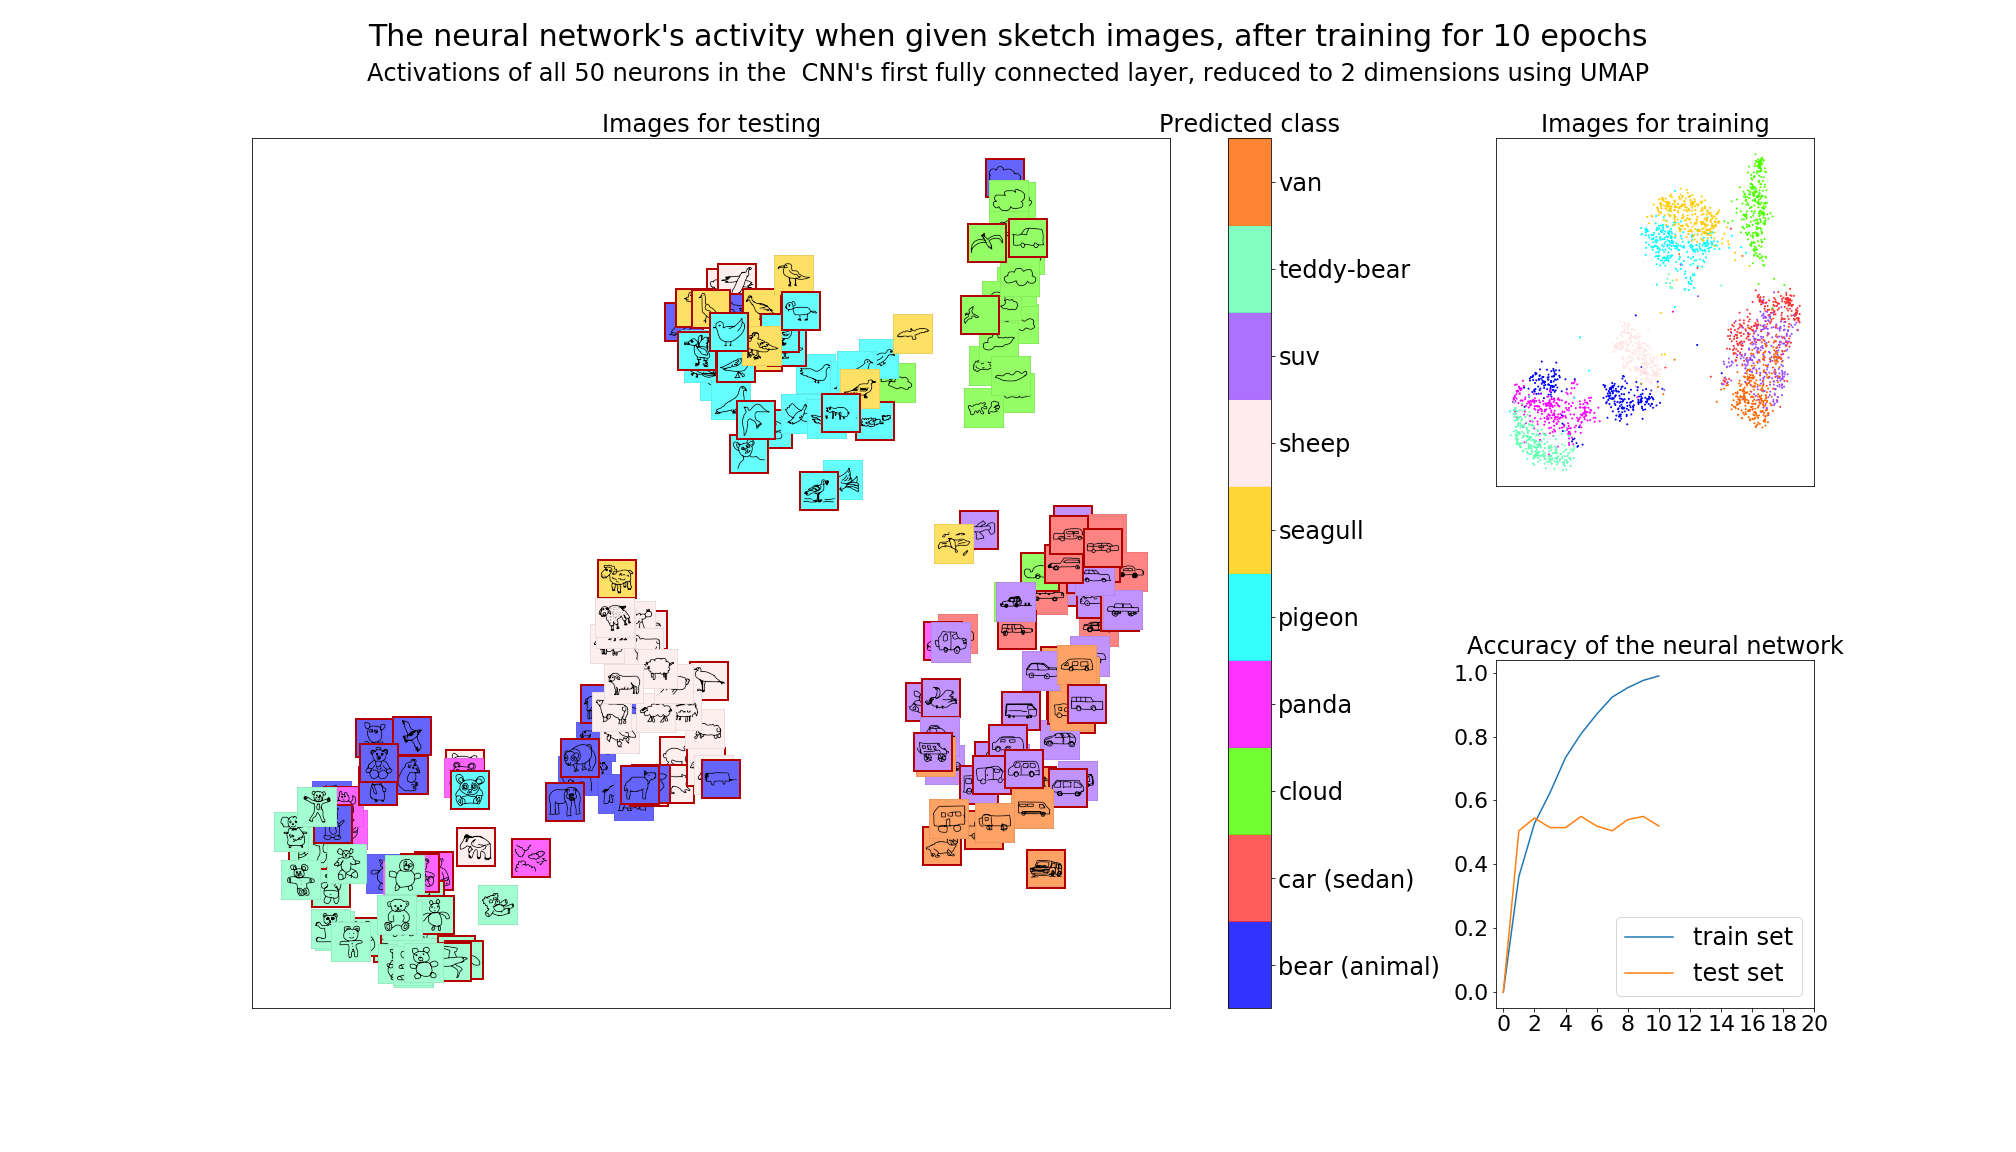 The neural network's activity when given sketch images, after training for 10 epochs
Activations of all 50 neurons in the  CNN's first fully connected layer, reduced to 2 dimensions using UMAP
Images for testing
Predicted class
van
teddy-bear
suv
sheep
seagull
pigeon
panda
cloud
car (sedan)
bear (animal)
Images for training
Accuracy of the neural network
1.0
0.8
0.6
0.4
0.2
0.0
train set
test set
0 2 4 6 8 10 12 14 16 18 20